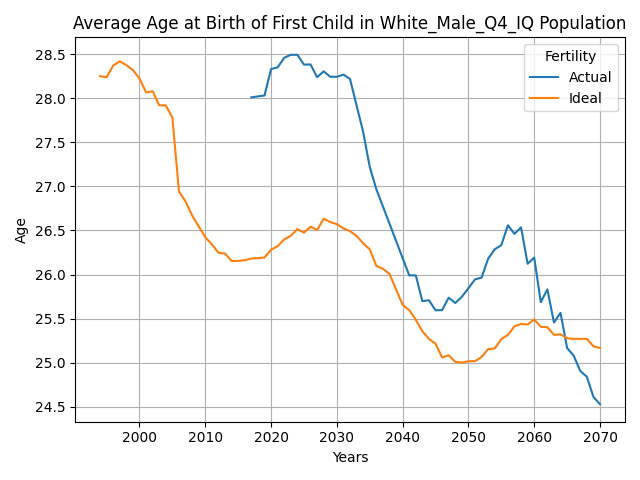 Average Age at Birth of First Child in White_Male_Q4_IQ Population
Fertility
Actual
Ideal
28.5
28.0
27.5
27.0
26.5
26.0
25.5
25.0
24.5
Age
2000 2010 2020 2030 2040 2050 2060 2070
Years